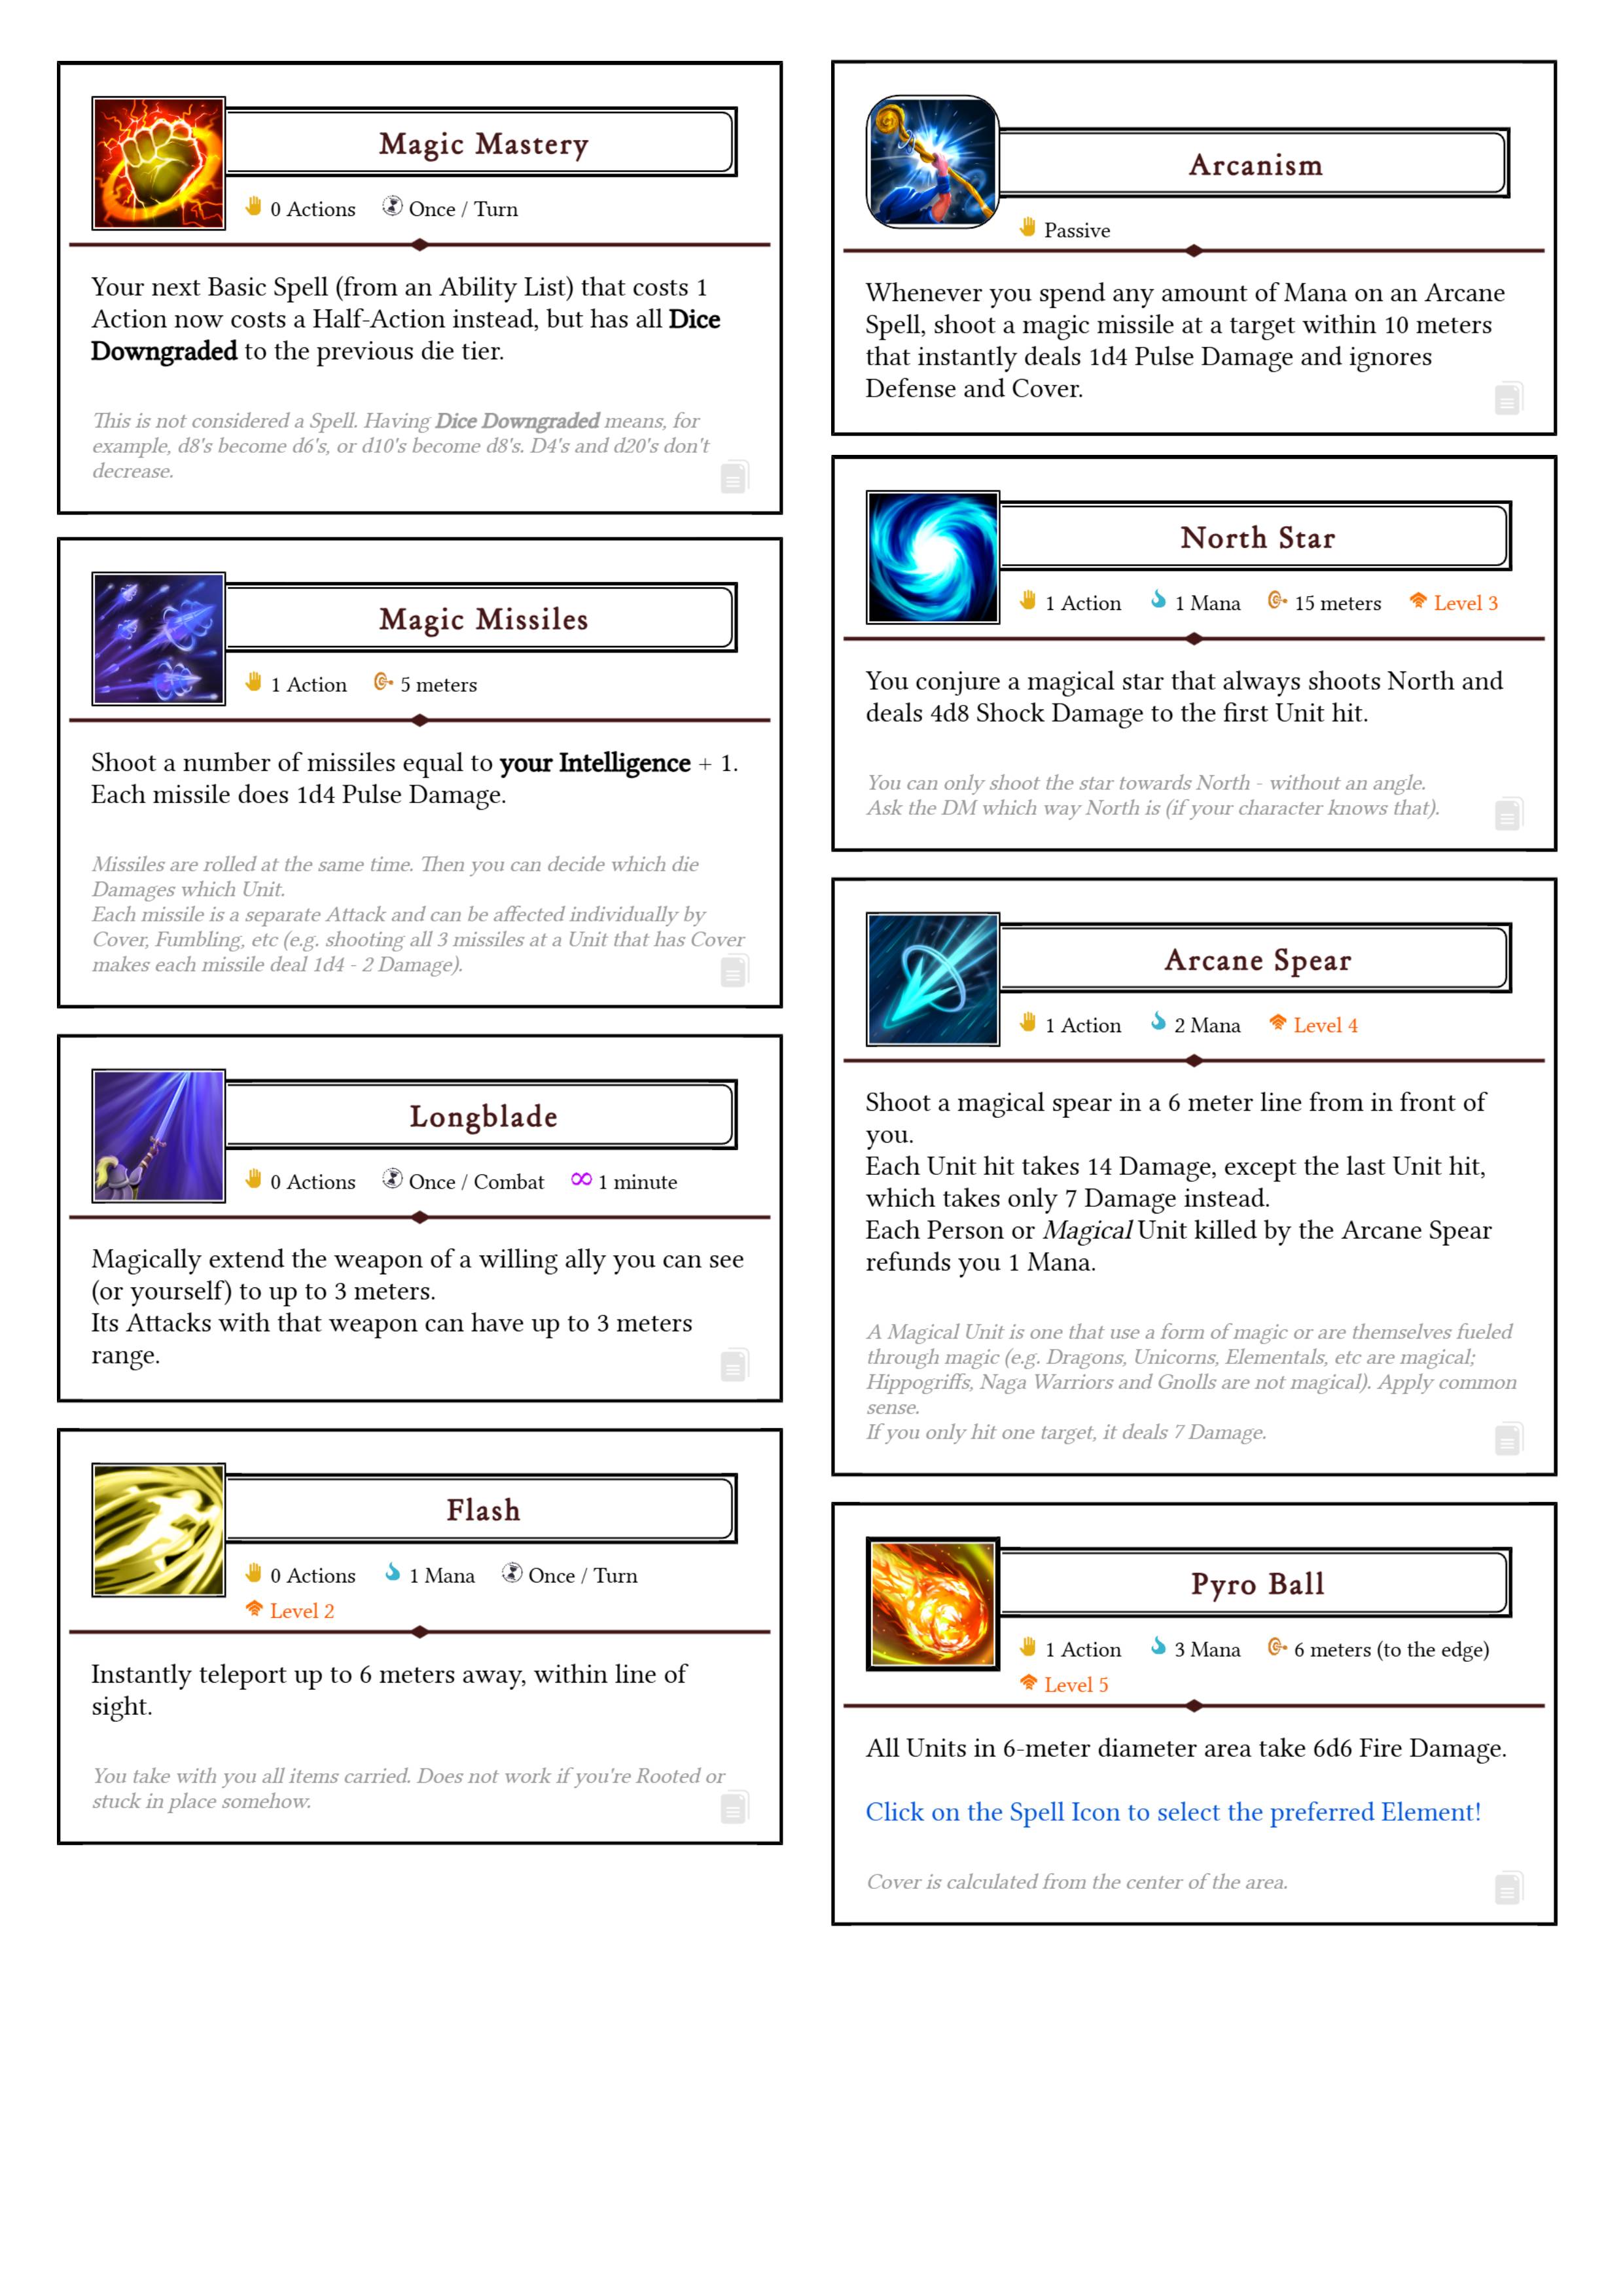 Magic Mastery
0 Actions Once / Turn
Your next Basic Spell (from an Ability List) that costs 1
Action now costs a Half-Action instead, but has all Dice
Downgraded to the previous die tier.
This is not considered a Spell. Having Dice Downgraded means, for
example, d8's become d6's, or d10's become d8's. D4's and d20's don't
decrease.
Magic Missiles
1 Action 5 meters
Shoot a number of missiles equal to your Intelligence + 1.
Each missile does 1d4 Pulse Damage.
Missiles are rolled at the same time. Then you can decide which die
Damages which Unit.
Each missile is a separate Attack and can be affected individually by
Cover, Fumbling, etc (e.g. shooting all 3 missiles at a Unit that has Cover
makes each missile deal 1d4 - 2 Damage).
Longblade
0 Actions Once / Combat 1 minute
Magically extend the weapon of a willing ally you can see
(or yourself) to up to 3 meters.
Its Attacks with that weapon can have up to 3 meters
range.
Flash
0 Actions 1 Mana Once / Turn
Level 2
Instantly teleport up to 6 meters away, within line of
sight.
You take with you all items carried. Does not work if you're Rooted or
stuck in place somehow.
Arcanism
Passive
Whenever you spend any amount of Mana on an Arcane
Spell, shoot a magic missile at a target within 10 meters
that instantly deals 1d4 Pulse Damage and ignores
Defense and Cover.
North Star
1 Action 1 Mana 15 meters Level 3
You conjure a magical star that always shoots North and
deals 4d8 Shock Damage to the first Unit hit.
You can only shoot the star towards North - without an angle.
Ask the DM which way North is (if your character knows that).
Arcane Spear
1 Action 2 Mana Level 4
Shoot a magical spear in a 6 meter line from in front of
you.
Each Unit hit takes 14 Damage, except the last Unit hit,
which takes only 7 Damage instead.
Each Person or Magical Unit killed by the Arcane Spear
refunds you 1 Mana.
A Magical Unit is one that use a form of magic or are themselves fueled
through magic (e.g. Dragons, Unicorns, Elementals, etc are magical;
Hippogriffs, Naga Warriors and Gnolls are not magical). Apply common
sense.
If you only hit one target, it deals 7 Damage.
Pyro Ball
1 Action 3 Mana 6 meters (to the edge)
Level 5
All Units in 6-meter diameter area take 6d6 Fire Damage.
Click on the Spell Icon to select the preferred Element!
Cover is calculated from the center of the area.